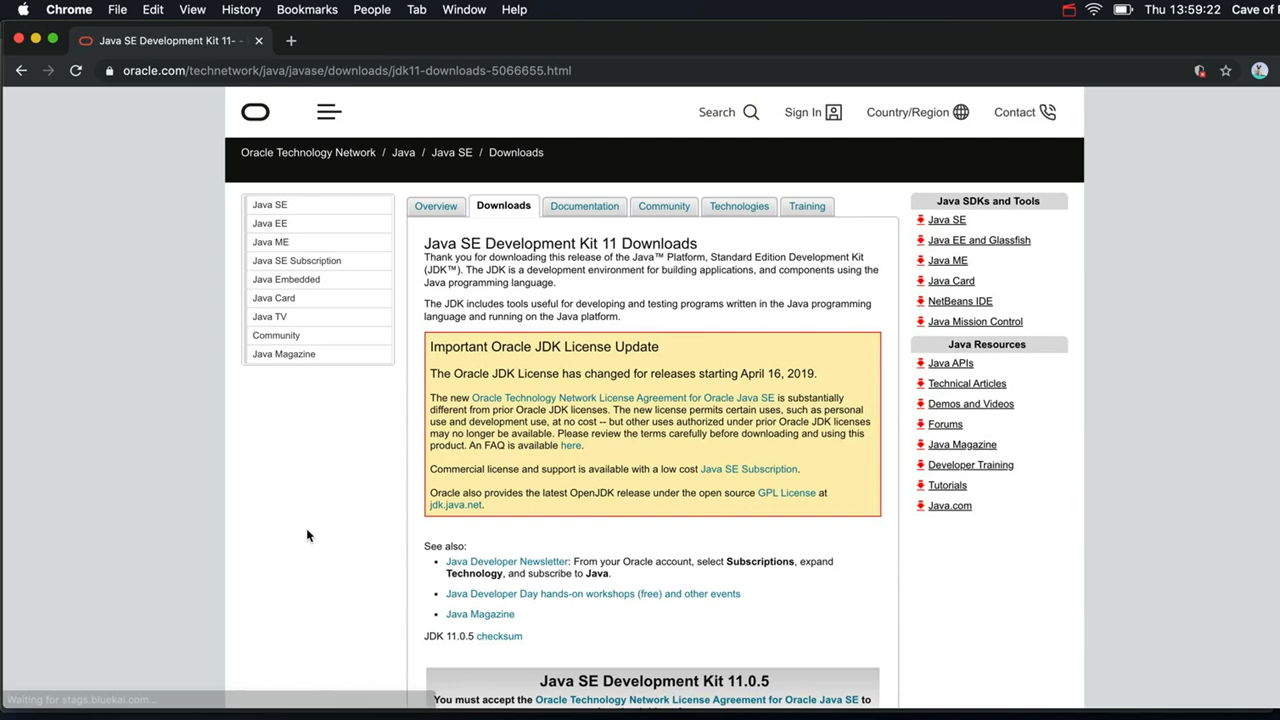 Chrome File Edit View History Bookmarks People Tab Window Help Thu 13:59:22 Cave of
Java SE Development Kit 11-
oracle.com/technetwork/java/javase/downloads/jdk11-downloads-5066655.html
Search Sign In Country/Region Contact
Oracle Technology Network / Java / Java SE / Downloads
Java SE
Java EE
Java ME
Java SE Subscription
Java Embedded
Java Card
Java TV
Community
Java Magazine
Overview Downloads Documentation Community Technologies Training
Java SE Development Kit 11 Downloads
Thank you for downloading this release of the Java™ Platform, Standard Edition Development Kit
(JDK™). The JDK is a development environment for building applications, and components using the
Java programming language.
The JDK includes tools useful for developing and testing programs written in the Java programming
language and running on the Java platform.
Important Oracle JDK License Update
The Oracle JDK License has changed for releases starting April 16, 2019.
The new Oracle Technology Network License Agreement for Oracle Java SE is substantially
different from prior Oracle JDK licenses. The new license permits certain uses, such as personal
use and development use, at no cost -- but other uses authorized under prior Oracle JDK licenses
may no longer be available. Please review the terms carefully before downloading and using this
product. An FAQ is available here.
Commercial license and support is available with a low cost Java SE Subscription.
Oracle also provides the latest OpenJDK release under the open source GPL License at
jdk.java.net.
See also:
• Java Developer Newsletter: From your Oracle account, select Subscriptions, expand
Technology, and subscribe to Java.
• Java Developer Day hands-on workshops (free) and other events
• Java Magazine
JDK 11.0.5 checksum
Java SE Development Kit 11.0.5
You must accept the Oracle Technology Network License Agreement for Oracle Java SE to
Java SDKs and Tools
Java SE
Java EE and Glassfish
Java ME
Java Card
NetBeans IDE
Java Mission Control
Java Resources
Java APIs
Technical Articles
Demos and Videos
Forums
Java Magazine
Developer Training
Tutorials
Java.com
Waiting for stags.bluekai.com...